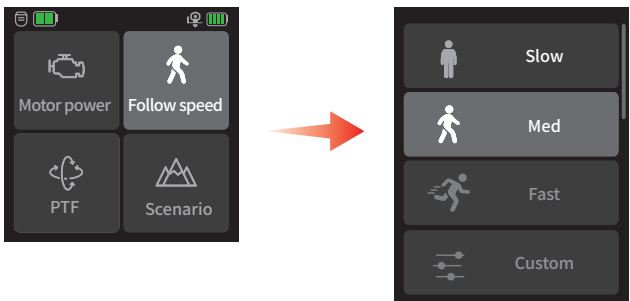 Motor power
Follow speed
PTF
Scenario
Slow
Med
Fast
Custom